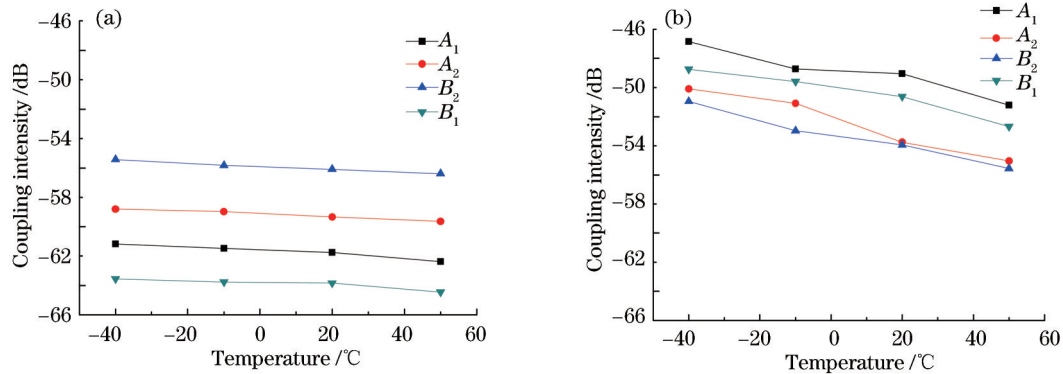 (a)
A₁
A₂
B₂
B₁
Coupling intensity /dB
−46
−50
−54
−58
−62
−66
−40 −20 0 20 40 60
Temperature /℃
(b)
A₁
A₂
B₂
B₁
Coupling intensity /dB
−46
−50
−54
−58
−62
−66
−40 −20 0 20 40 60
Temperature /℃